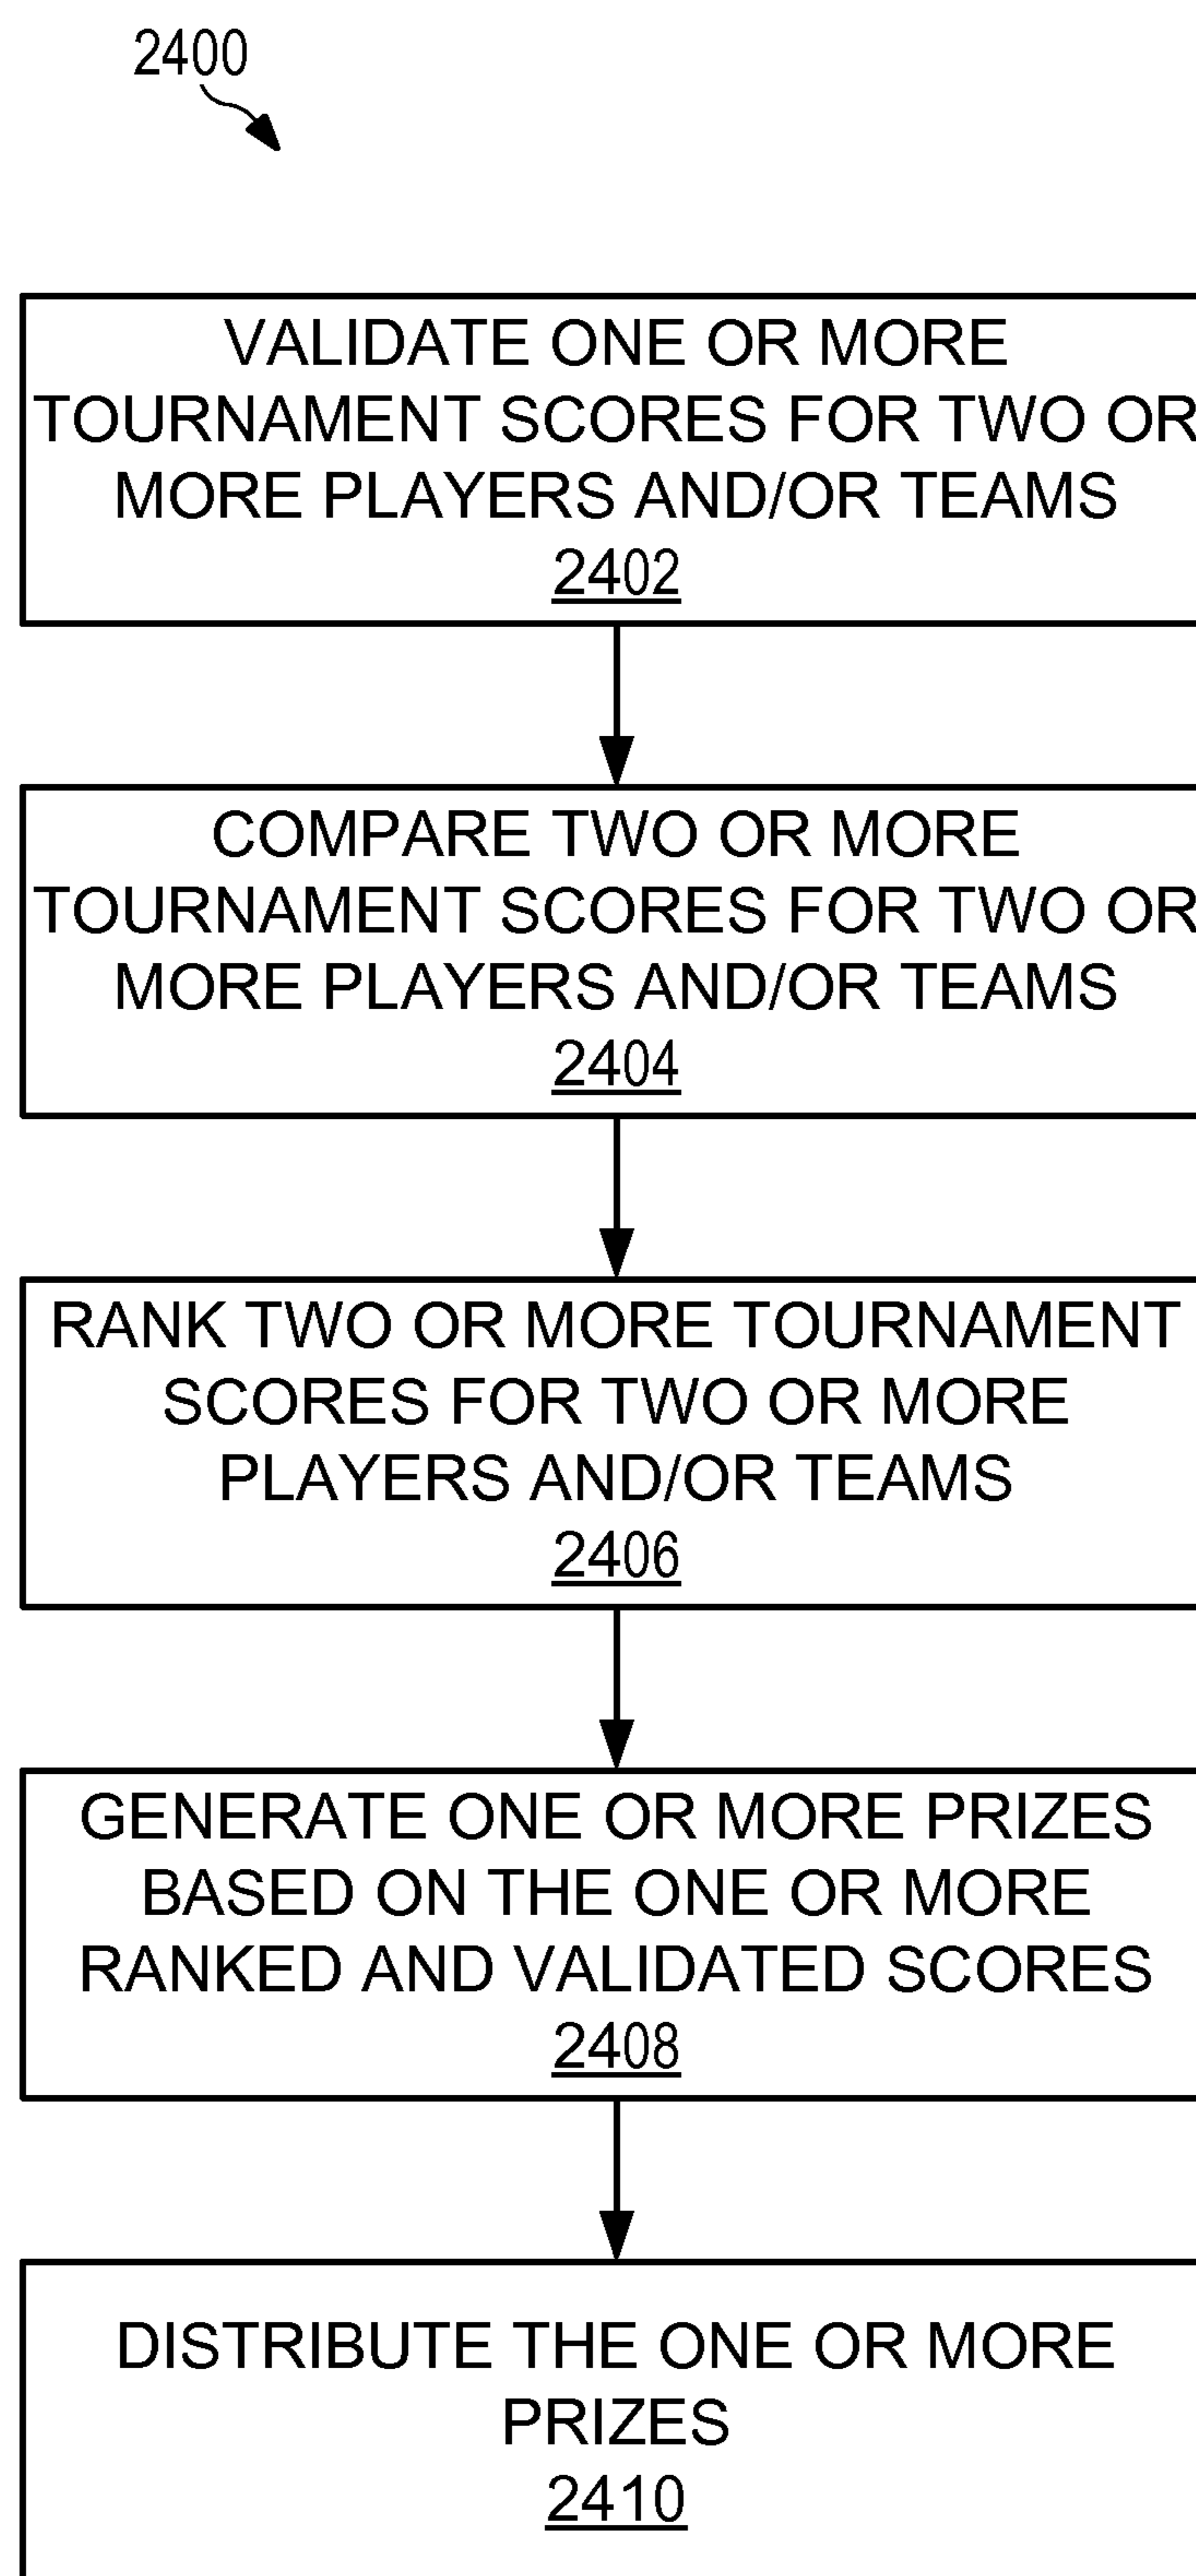 2400
VALIDATE ONE OR MORE
TOURNAMENT SCORES FOR TWO OR
MORE PLAYERS AND/OR TEAMS
2402
COMPARE TWO OR MORE
TOURNAMENT SCORES FOR TWO OR
MORE PLAYERS AND/OR TEAMS
2404
RANK TWO OR MORE TOURNAMENT
SCORES FOR TWO OR MORE
PLAYERS AND/OR TEAMS
2406
GENERATE ONE OR MORE PRIZES
BASED ON THE ONE OR MORE
RANKED AND VALIDATED SCORES
2408
DISTRIBUTE THE ONE OR MORE
PRIZES
2410